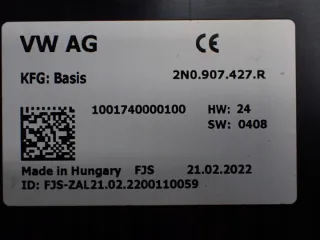 VW AG CE
KFG: Basis 2N0.907.427.R
1001740000100 HW: 24
SW: 0408
Made in Hungary FJS 21.02.2022
ID: FJS-ZAL21.02.2200110059